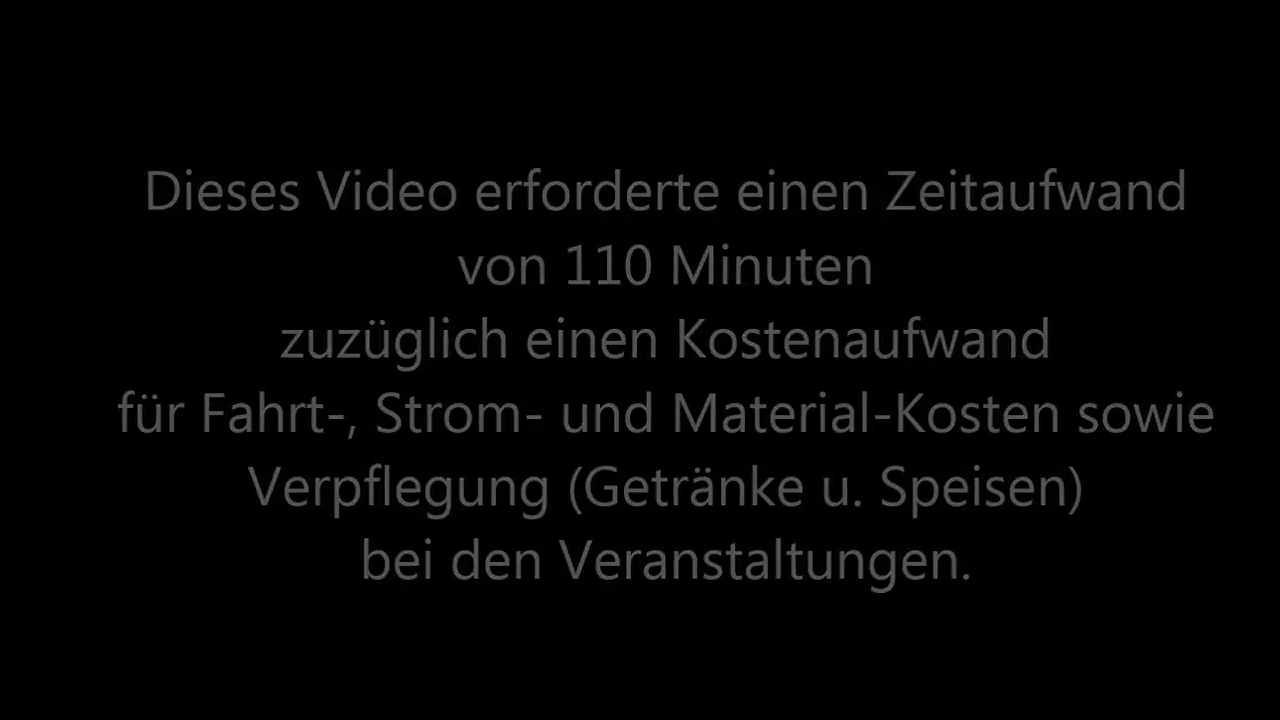 Dieses Video erforderte einen Zeitaufwand
von 110 Minuten
zuzüglich einen Kostenaufwand
für Fahrt-, Strom- und Material-Kosten sowie
Verpflegung (Getränke u. Speisen)
bei den Veranstaltungen.